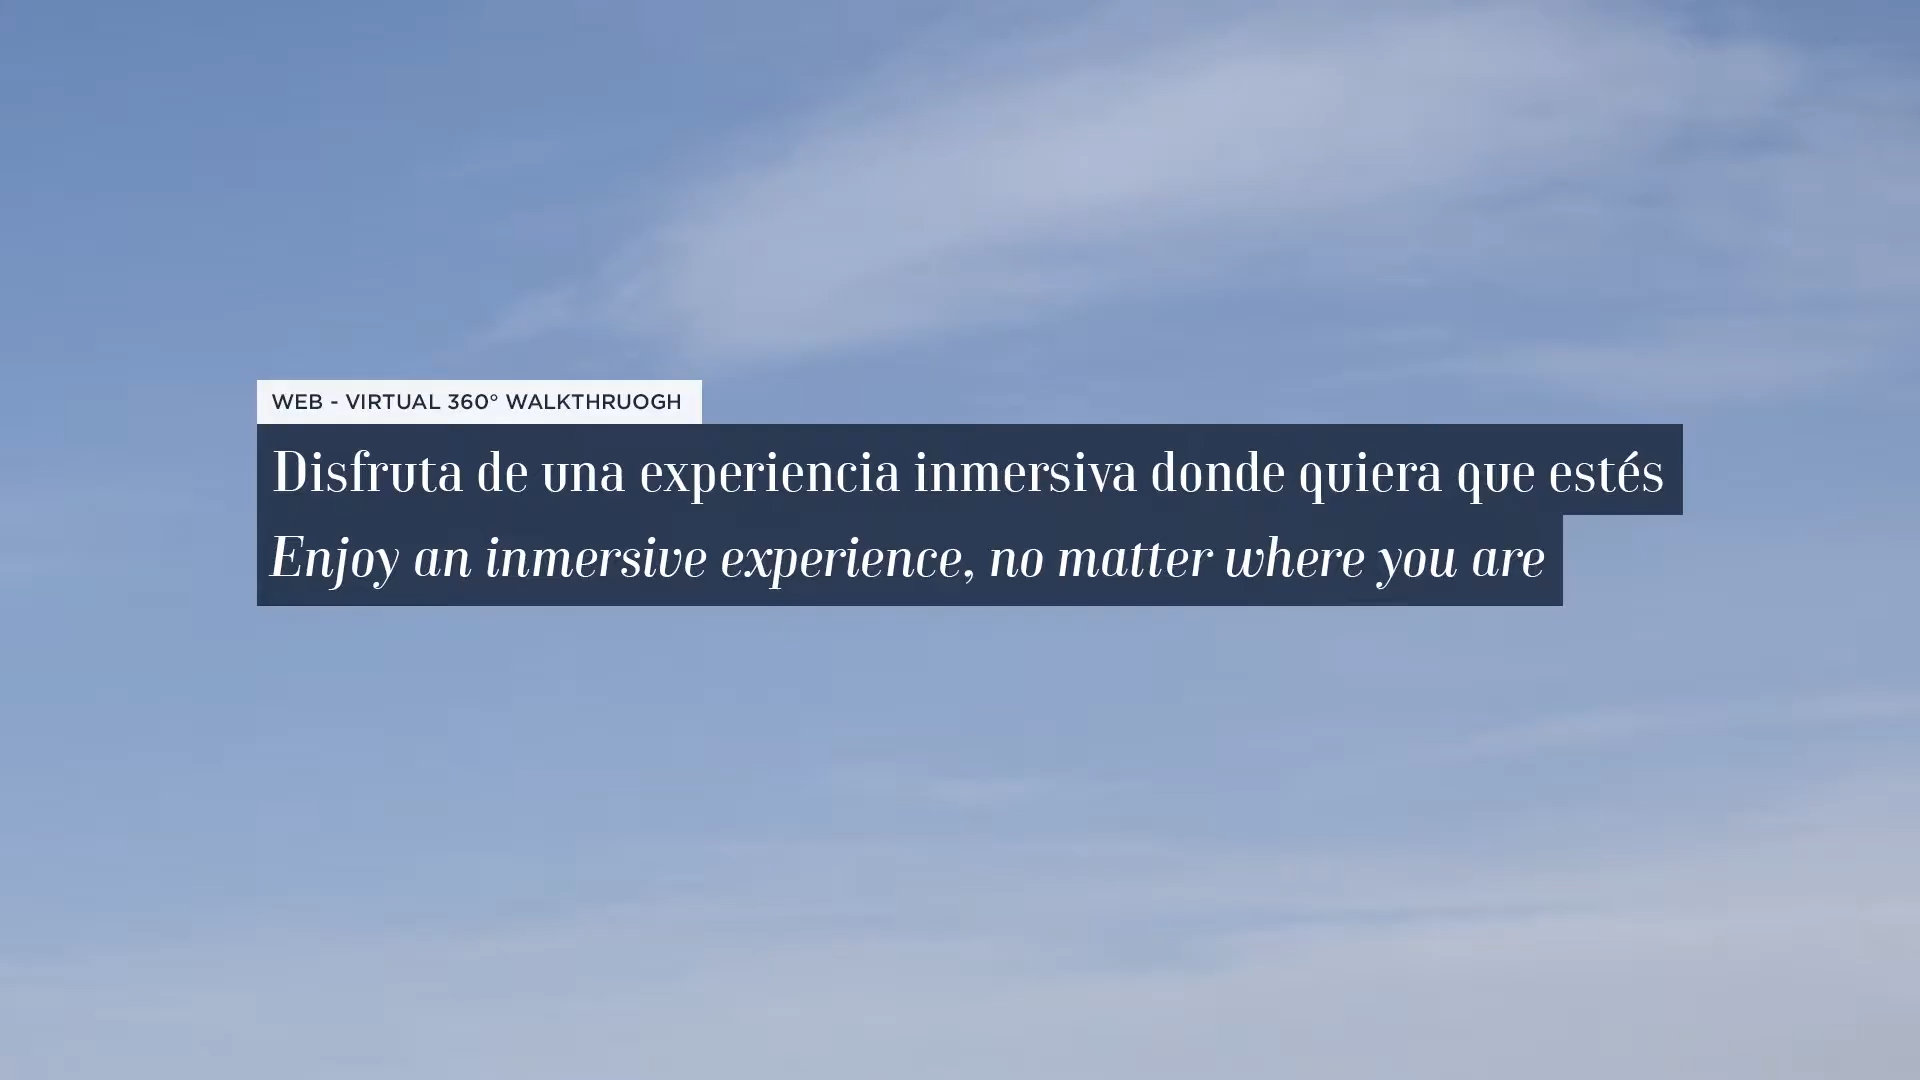 WEB - VIRTUAL 360° WALKTHRUOGH
Disfruta de una experiencia inmersiva donde quiera que estés
Enjoy an inmersive experience, no matter where you are